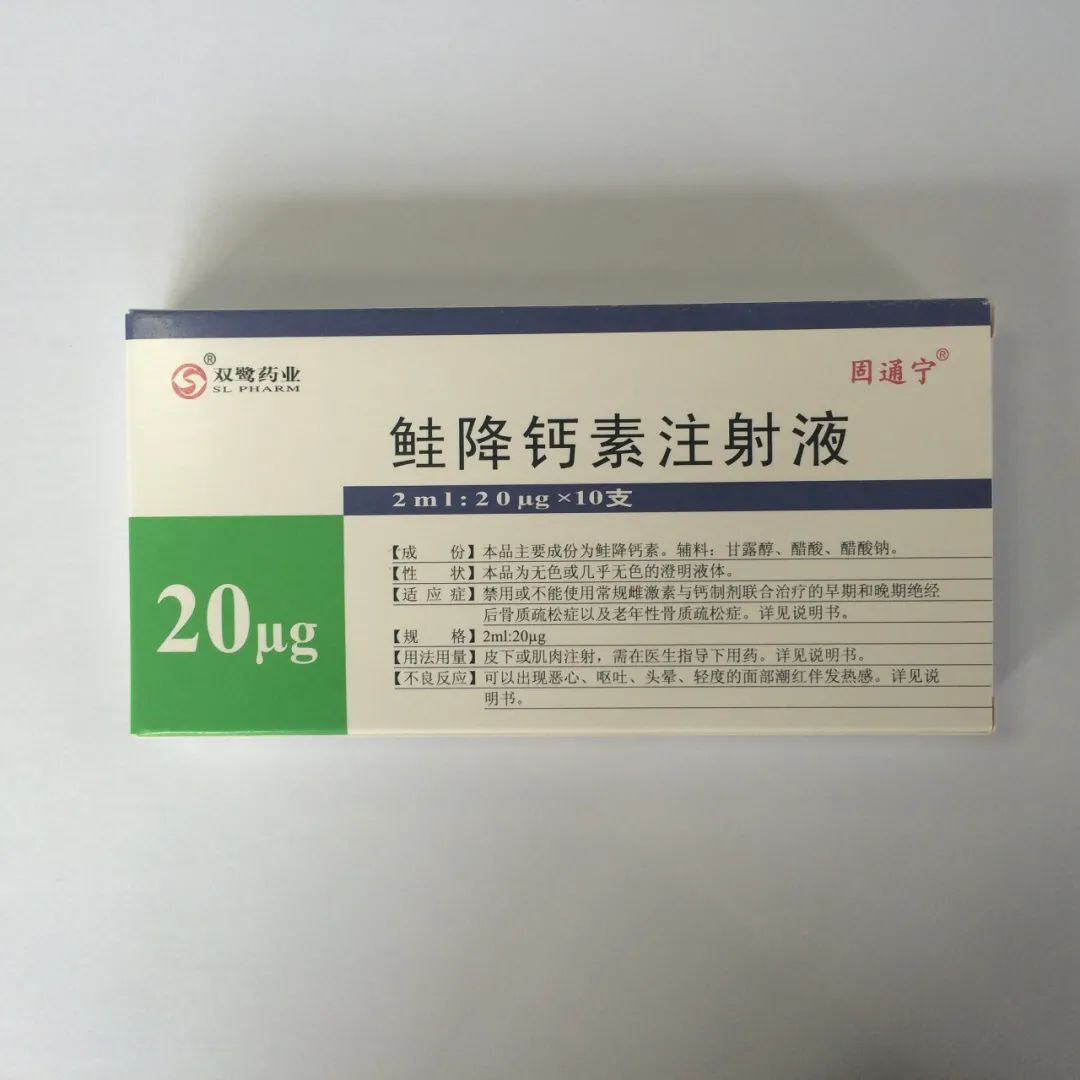 双鹭药业®
SL PHARM
固通宁®
鲑降钙素注射液
2ml:20μg×10支
20μg
【成 份】本品主要成份为鲑降钙素。辅料：甘露醇、醋酸、醋酸钠。
【性 状】本品为无色或几乎无色的澄明液体。
【适应症】禁用或不能使用常规雌激素与钙制剂联合治疗的早期和晚期绝经
后骨质疏松症以及老年性骨质疏松症。详见说明书。
【规 格】2ml:20μg
【用法用量】皮下或肌肉注射，需在医生指导下用药。详见说明书。
【不良反应】可以出现恶心、呕吐、头晕、轻度的面部潮红伴发热感。详见说
明书。